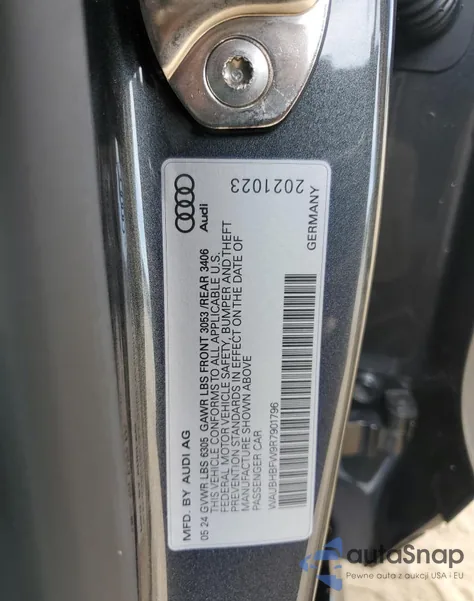 Audi
2021023
MFD. BY AUDI AG
05 24 GVWR LBS 6305 GAWR LBS FRONT 3053 /REAR 3406
THIS VEHICLE CONFORMS TO ALL APPLICABLE U.S.
FEDERAL MOTOR VEHICLE SAFETY, BUMPER AND THEFT
PREVENTION STANDARDS IN EFFECT ON THE DATE OF
MANUFACTURE SHOWN ABOVE
PASSENGER CAR
WAUBHBFW9R7901796
GERMANY
autoSnap
Pewne auta z aukcji USA i EU